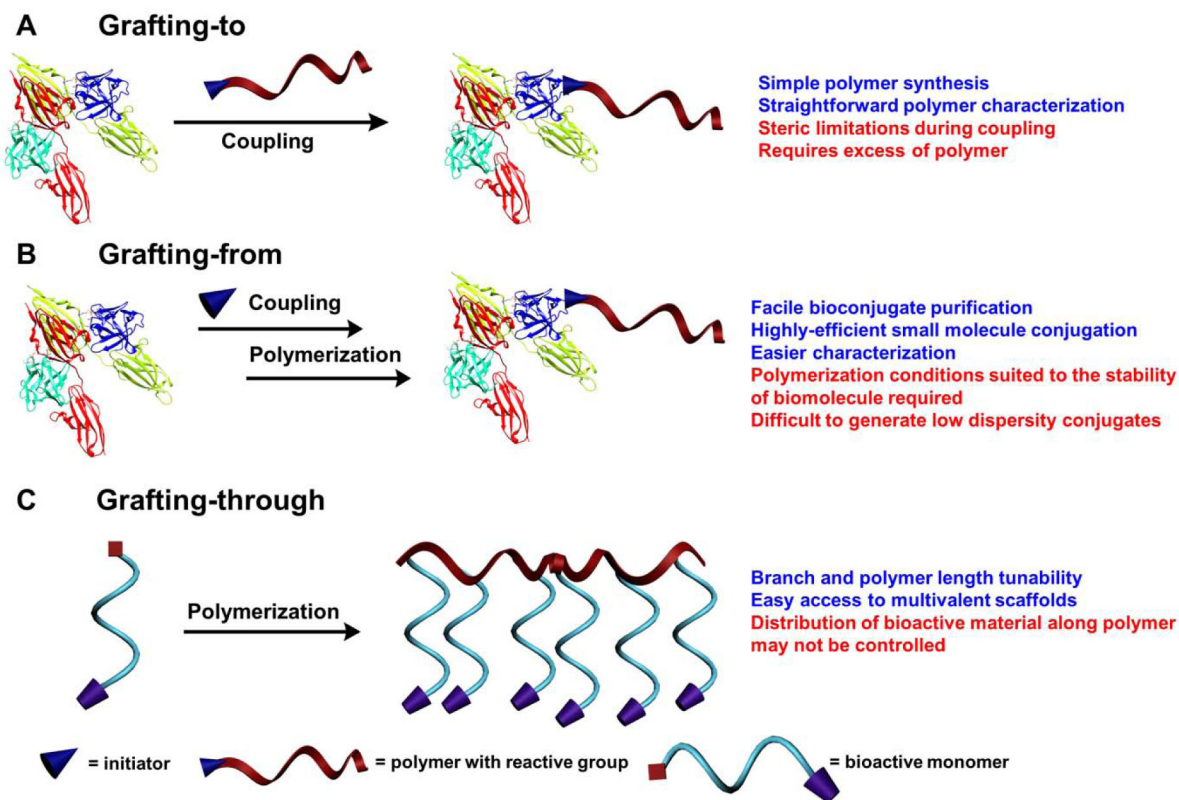 A Grafting-to
Coupling
Simple polymer synthesis
Straightforward polymer characterization
Steric limitations during coupling
Requires excess of polymer
B Grafting-from
Coupling
Polymerization
Facile bioconjugate purification
Highly-efficient small molecule conjugation
Easier characterization
Polymerization conditions suited to the stability
of biomolecule required
Difficult to generate low dispersity conjugates
C Grafting-through
Polymerization
Branch and polymer length tunability
Easy access to multivalent scaffolds
Distribution of bioactive material along polymer
may not be controlled
= initiator
= polymer with reactive group
= bioactive monomer